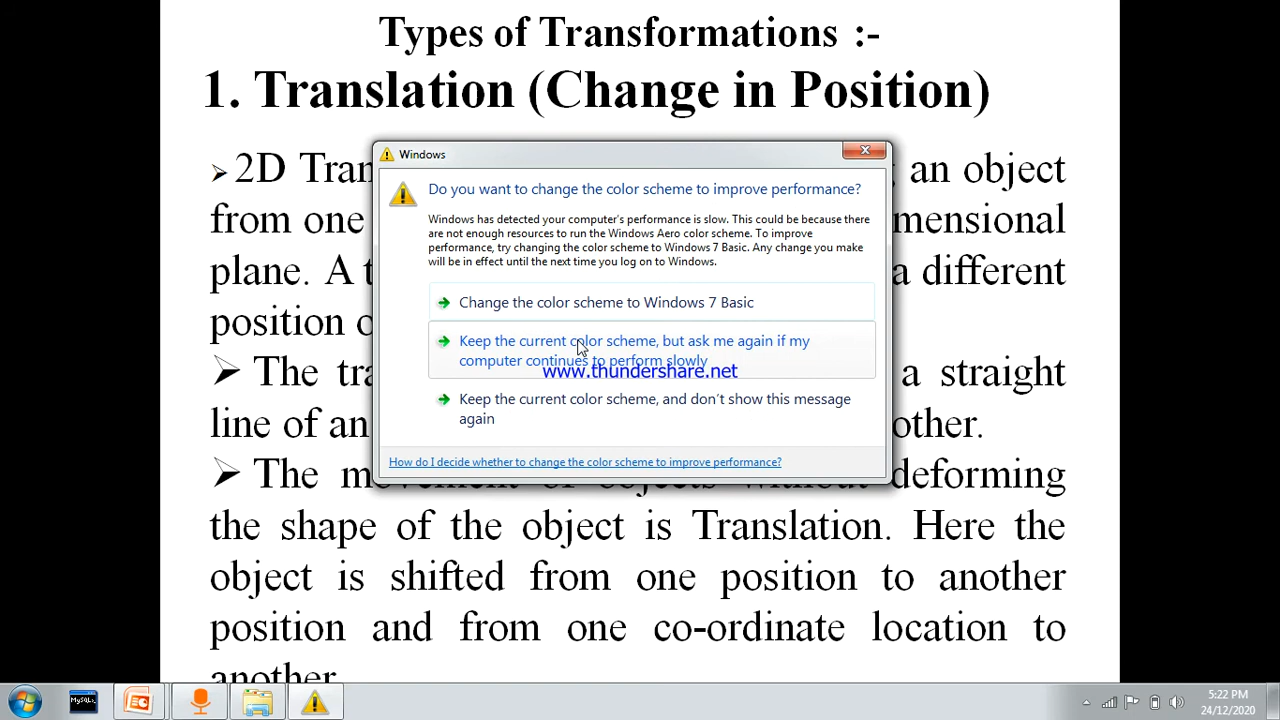 Types of Transformations :-
1. Translation (Change in Position)
2D Tran
an object
from one
mensional
plane. A t
a different
position o
The tra
a straight
line of an
other.
The movement of objects without deforming
the shape of the object is Translation. Here the
object is shifted from one position to another
position and from one co-ordinate location to
another.
Windows
Do you want to change the color scheme to improve performance?
Windows has detected your computer's performance is slow. This could be because there
are not enough resources to run the Windows Aero color scheme. To improve
performance, try changing the color scheme to Windows 7 Basic. Any change you make
will be in effect until the next time you log on to Windows.
Change the color scheme to Windows 7 Basic
Keep the current color scheme, but ask me again if my
computer continues to perform slowly
www.thundershare.net
Keep the current color scheme, and don't show this message
again
How do I decide whether to change the color scheme to improve performance?
MySQL
5:22 PM
24/12/2020